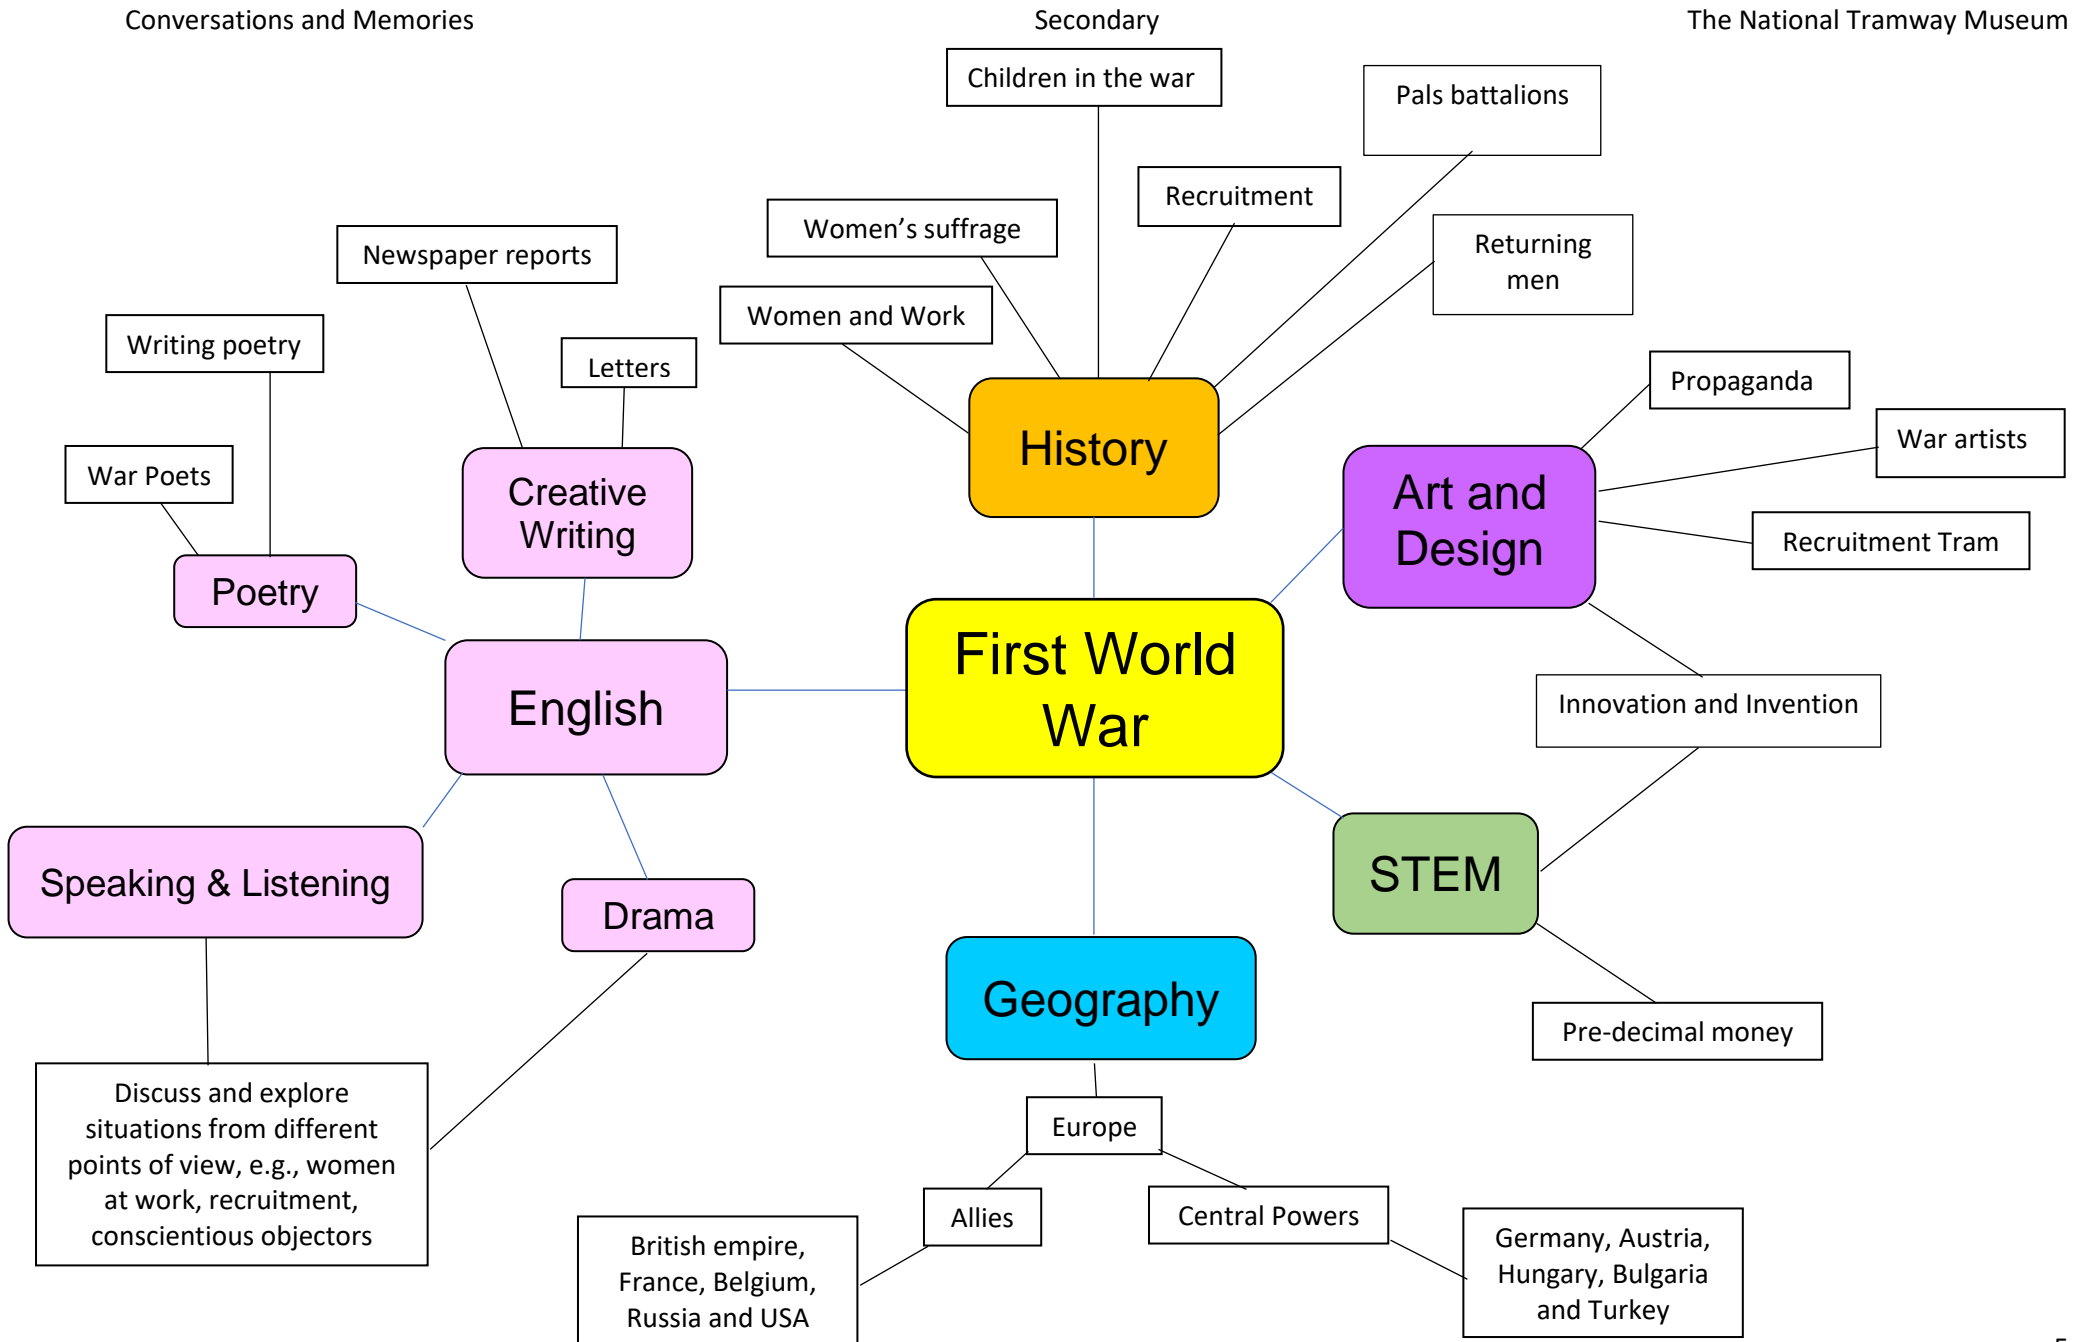 Conversations and Memories
Secondary
The National Tramway Museum
Children in the war
Pals battalions
Recruitment
Women’s suffrage
Returning
men
Newspaper reports
Women and Work
Writing poetry
Letters
Propaganda
War artists
War Poets
History
Creative
Writing
Art and
Design
Recruitment Tram
Poetry
First World
War
English
Innovation and Invention
STEM
Speaking & Listening
Drama
Geography
Pre-decimal money
Discuss and explore
situations from different
points of view, e.g., women
at work, recruitment,
conscientious objectors
Europe
Allies
Central Powers
British empire,
France, Belgium,
Russia and USA
Germany, Austria,
Hungary, Bulgaria
and Turkey